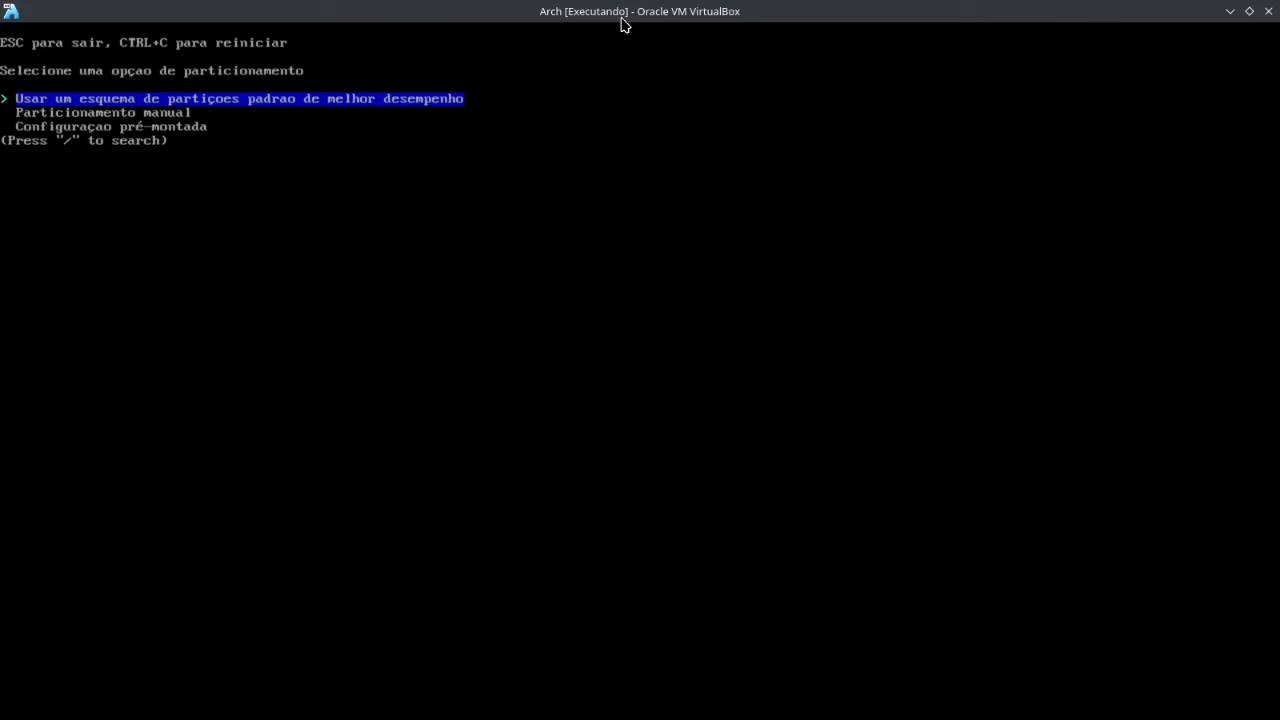 Arch [Executando] - Oracle VM VirtualBox
ESC para sair, CTRL+C para reiniciar
Selecione uma opçao de particionamento
> Usar um esquema de partiçoes padrao de melhor desempenho
Particionamento manual
Configuraçao pré-montada
(Press "/" to search)